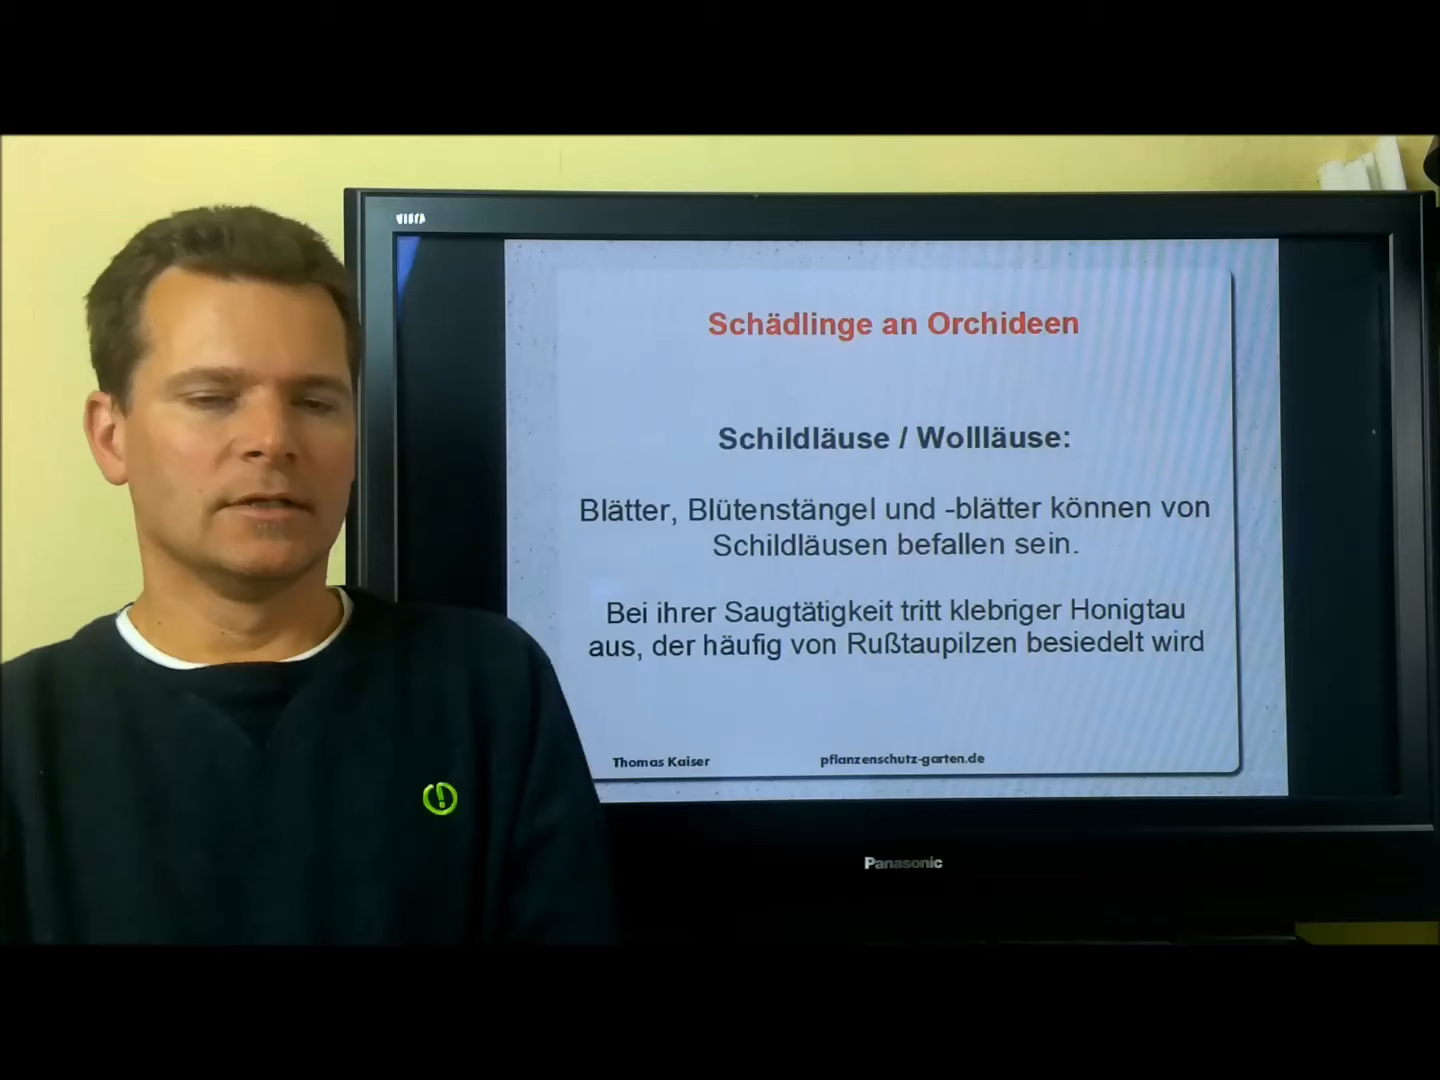 VIERA
Schädlinge an Orchideen
Schildläuse / Wollläuse:
Blätter, Blütenstängel und -blätter können von
Schildläusen befallen sein.
Bei ihrer Saugtätigkeit tritt klebriger Honigtau
aus, der häufig von Rußtaupilzen besiedelt wird
Thomas Kaiser
pflanzenschutz-garten.de
Panasonic